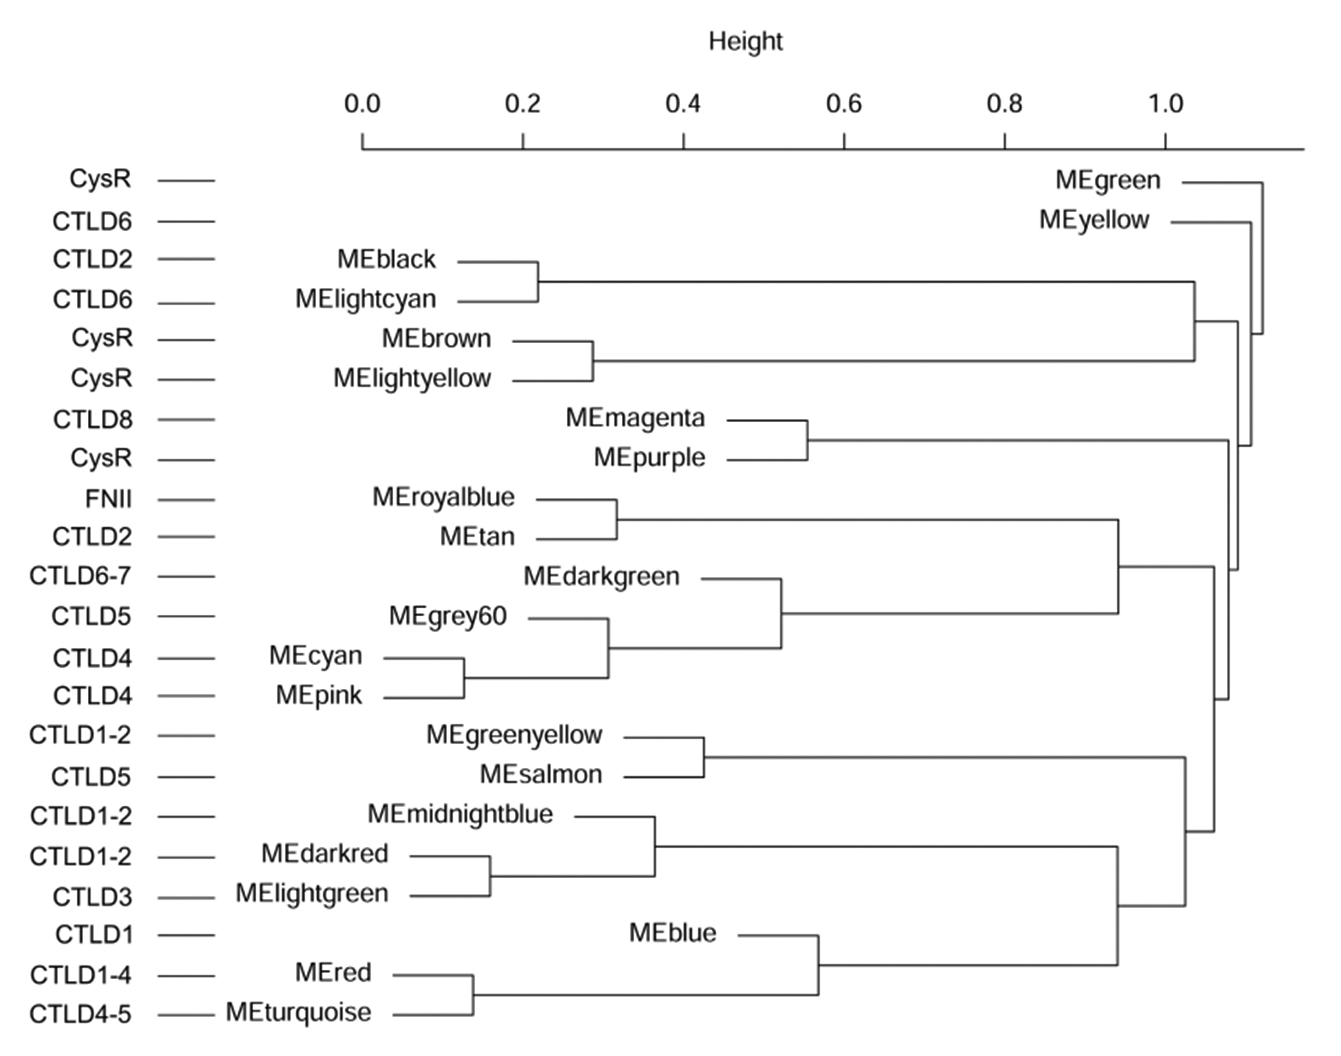 Height
0.0 0.2 0.4 0.6 0.8 1.0
CysR MEgreen
CTLD6 MEyellow
CTLD2 MEblack
CTLD6 MElightcyan
CysR MEbrown
CysR MElightyellow
CTLD8 MEmagenta
CysR MEpurple
FNII MEroyalblue
CTLD2 MEtan
CTLD6-7 MEdarkgreen
CTLD5 MEgrey60
CTLD4 MEcyan
CTLD4 MEpink
CTLD1-2 MEgreenyellow
CTLD5 MEsalmon
CTLD1-2 MEmidnightblue
CTLD1-2 MEdarkred
CTLD3 MElightgreen
CTLD1 MEblue
CTLD1-4 MEred
CTLD4-5 MEturquoise